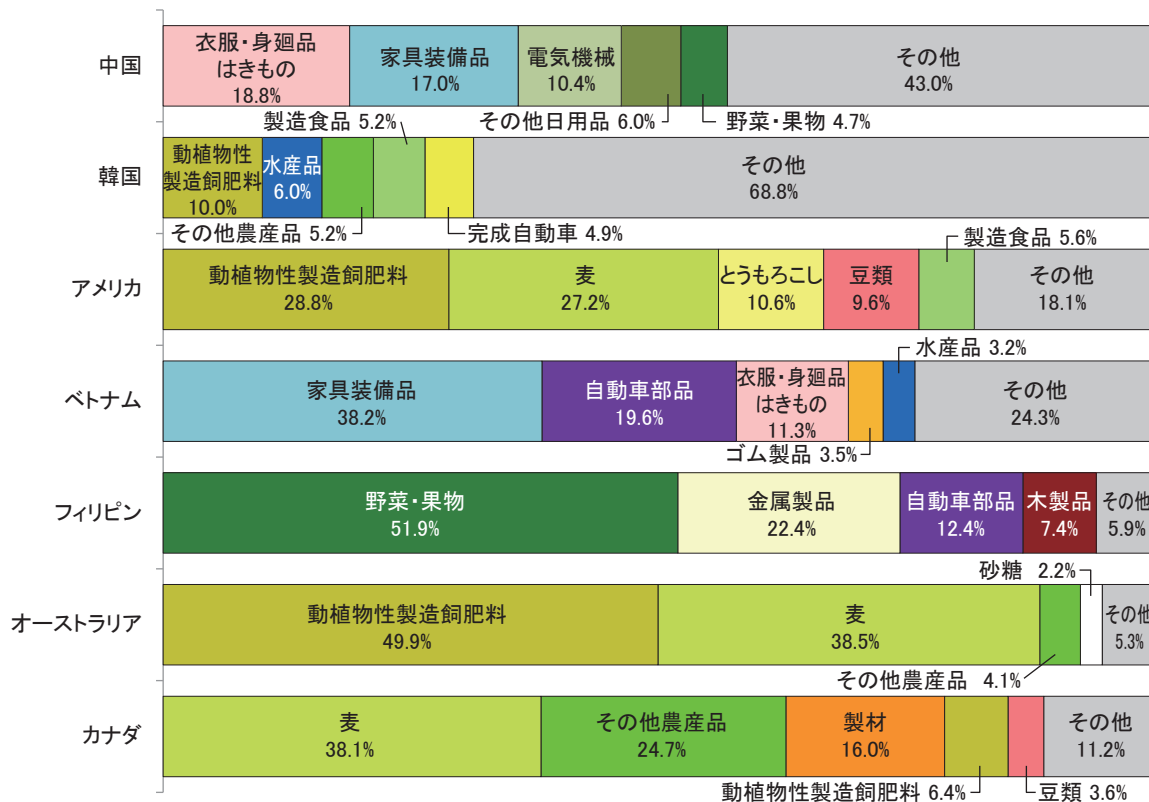 中国
衣服・身廻品
はきもの
18.8%
家具装備品
17.0%
電気機械
10.4%
その他日用品 6.0%
野菜・果物 4.7%
その他
43.0%
韓国
動植物性
製造飼肥料
10.0%
水産品
6.0%
その他農産品 5.2%
製造食品 5.2%
完成自動車 4.9%
その他
68.8%
アメリカ
動植物性製造飼肥料
28.8%
麦
27.2%
とうもろこし
10.6%
豆類
9.6%
製造食品 5.6%
その他
18.1%
ベトナム
家具装備品
38.2%
自動車部品
19.6%
衣服・身廻品
はきもの
11.3%
ゴム製品 3.5%
水産品 3.2%
その他
24.3%
フィリピン
野菜・果物
51.9%
金属製品
22.4%
自動車部品
12.4%
木製品
7.4%
その他
5.9%
オーストラリア
動植物性製造飼肥料
49.9%
麦
38.5%
その他農産品 4.1%
砂糖 2.2%
その他
5.3%
カナダ
麦
38.1%
その他農産品
24.7%
製材
16.0%
動植物性製造飼肥料 6.4%
豆類 3.6%
その他
11.2%